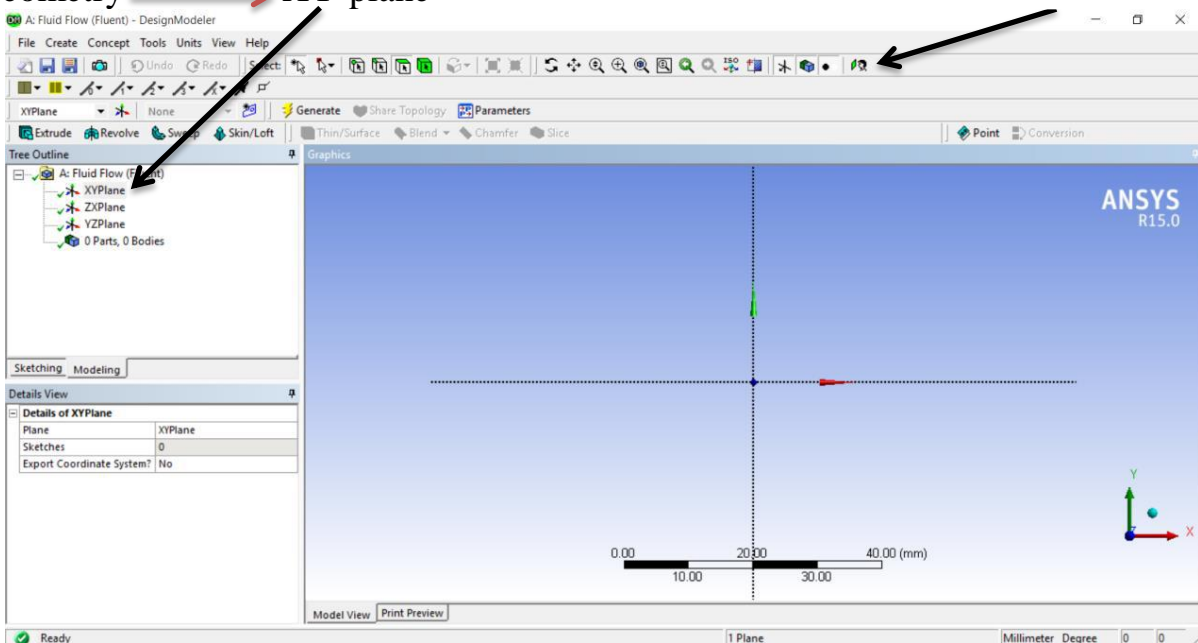 A: Fluid Flow (Fluent) - DesignModeler
File Create Concept Tools Units View Help
Undo Redo Select:
XYPlane None Generate Share Topology Parameters
Extrude Revolve Sweep Skin/Loft Thin/Surface Blend Chamfer Slice Point Conversion
Tree Outline
Graphics
A: Fluid Flow (Fluent)
XYPlane
ZXPlane
YZPlane
0 Parts, 0 Bodies
ANSYS
R15.0
Sketching Modeling
Details View
Details of XYPlane
Plane XYPlane
Sketches 0
Export Coordinate System? No
Y
X
0.00 20.00 40.00 (mm)
10.00 30.00
Model View Print Preview
Ready 1 Plane Millimeter Degree 0 0